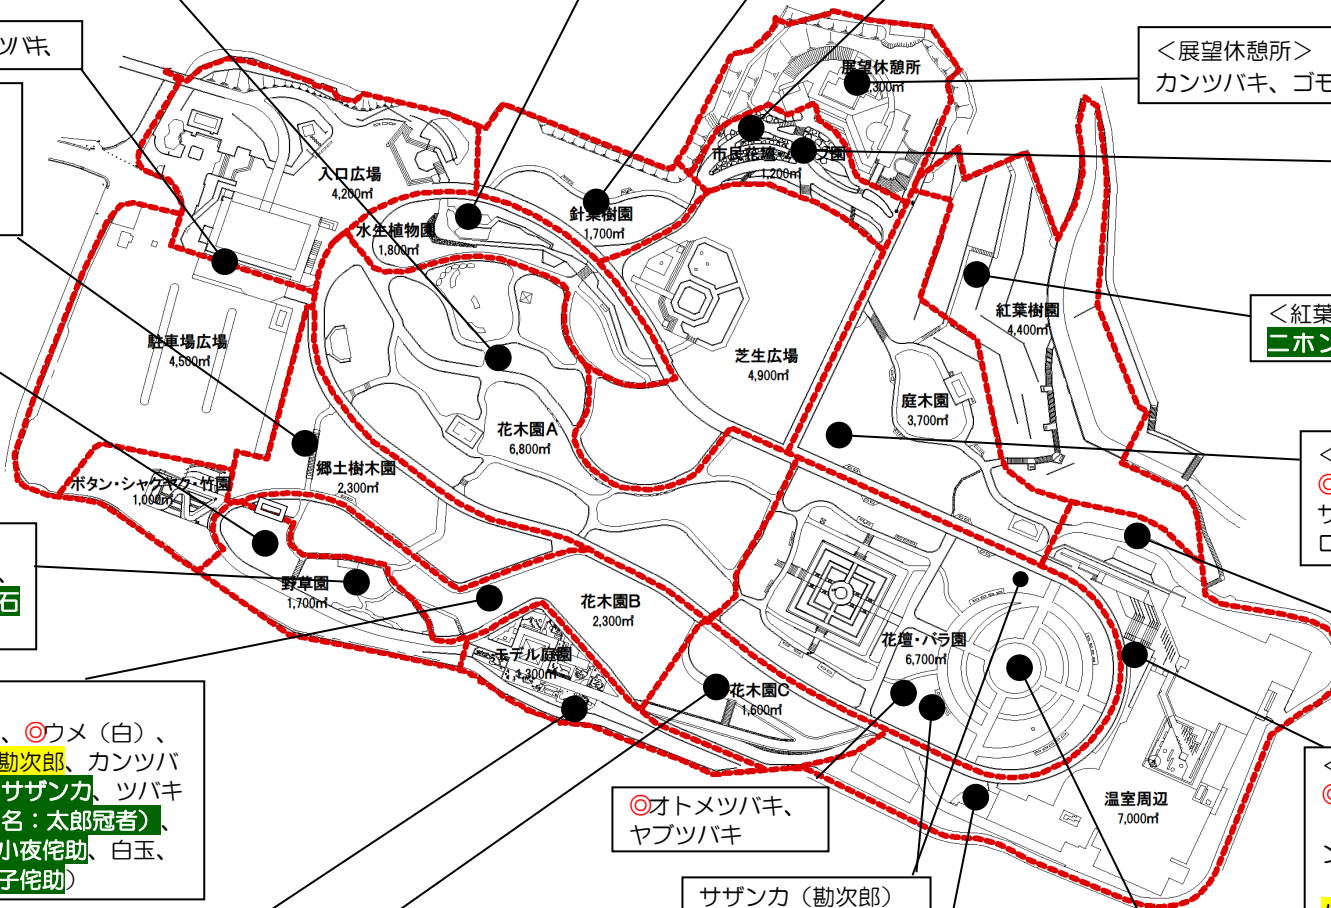 ツバキ、
＜展望休憩所＞
カンツバキ、ゴモ
展望休憩所
,300㎡
市民花壇・
園
1,200㎡
入口広場
4,200㎡
水生植物園
1,800㎡
針葉樹園
1,700㎡
紅葉樹園
4,400㎡
＜紅葉
ニホン
駐車場広場
4,500㎡
芝生広場
4,900㎡
庭木園
3,700㎡
花木園A
6,800㎡
郷土樹木園
2,300㎡
ボタン・シャクヤク・竹園
1,000㎡
＜
◎
サ
ロ
、
石
野草園
1,700㎡
花木園B
2,300㎡
花壇・バラ園
6,700㎡
モデル庭園
1,300㎡
花木園C
1,600㎡
、◎ウメ（白）、
勘次郎、カンツバ
サザンカ、ツバキ
名：太郎冠者）、
小夜侘助、白玉、
子侘助）
◎オトメツバキ、
ヤブツバキ
サザンカ（勘次郎）
温室周辺
7,000㎡
＜
◎
ン